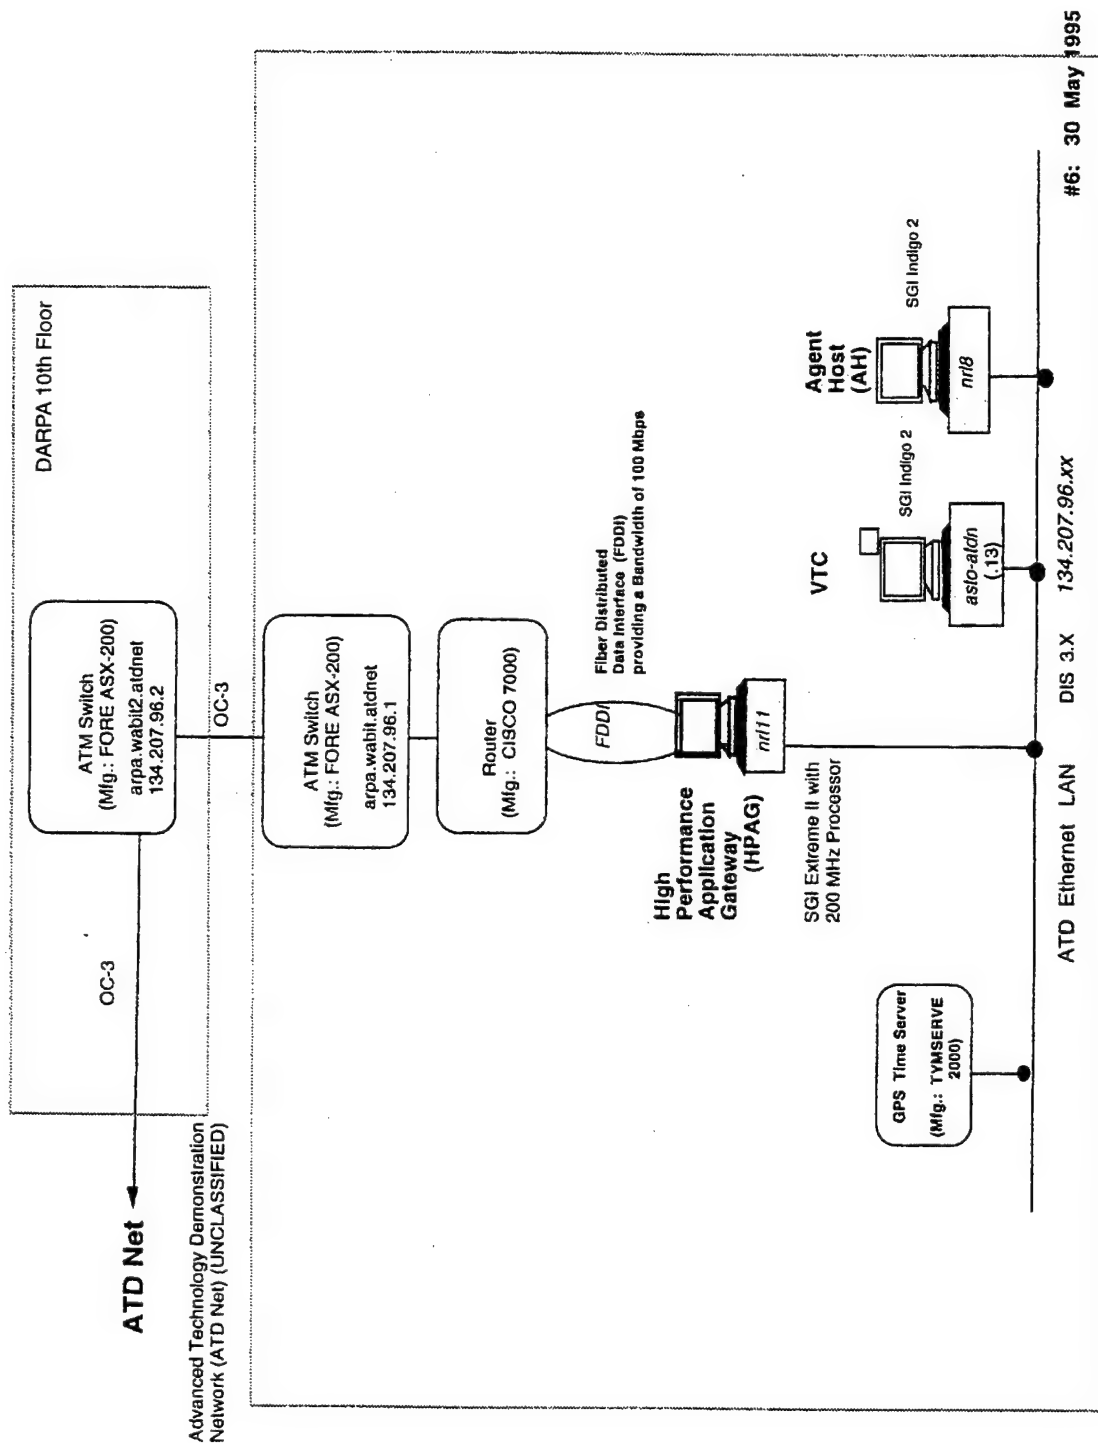 DARPA 10th Floor
ATM Switch
(Mfg.: FORE ASX-200)
arpa.wabit2.atdnet
134.207.96.2
OC-3
ATD Net
OC-3
Advanced Technology Demonstration
Network (ATD Net) (UNCLASSIFIED)
ATM Switch
(Mfg.: FORE ASX-200)
arpa.wabit.atdnet
134.207.96.1
Router
(Mfg.: CISCO 7000)
FDDI
Fiber Distributed
Data Interface (FDDI)
providing a Bandwidth of 100 Mbps
High
Performance
Application
Gateway
(HPAG)
nrl11
SGI Extreme II with
200 MHz Processor
VTC
SGI Indigo 2
aslo-aldn
(.13)
Agent
Host
(AH)
SGI Indigo 2
nrl8
GPS Time Server
(Mfg.: TYMSERVE
2000)
ATD Ethernet LAN DIS 3.X 134.207.96.xx
#6: 30 May 1995